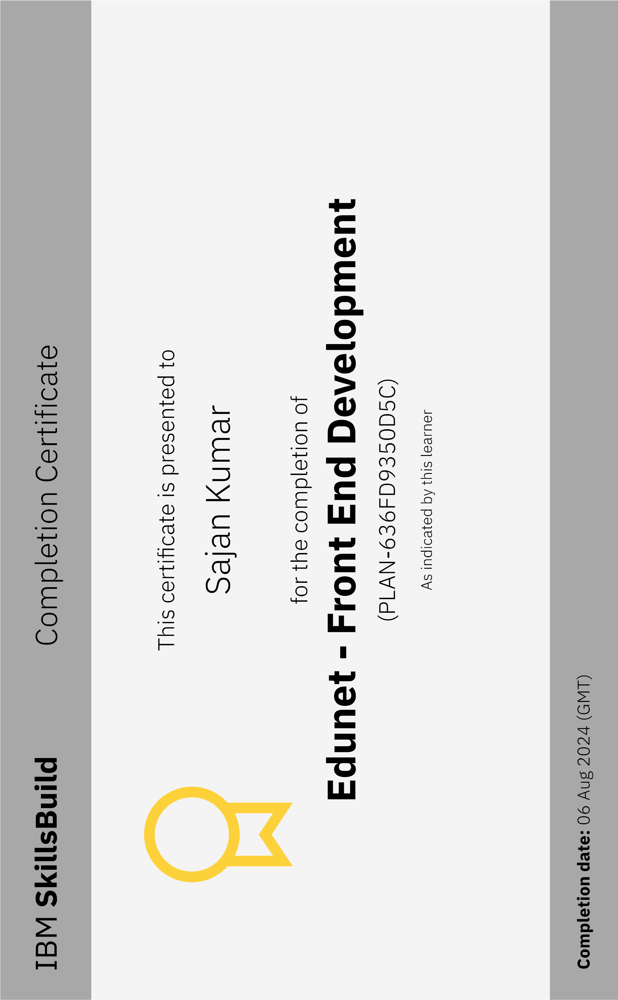 IBM SkillsBuild Completion Certificate
This certificate is presented to
Sajan Kumar
for the completion of
Edunet - Front End Development
(PLAN-636FD9350D5C)
As indicated by this learner
Completion date: 06 Aug 2024 (GMT)